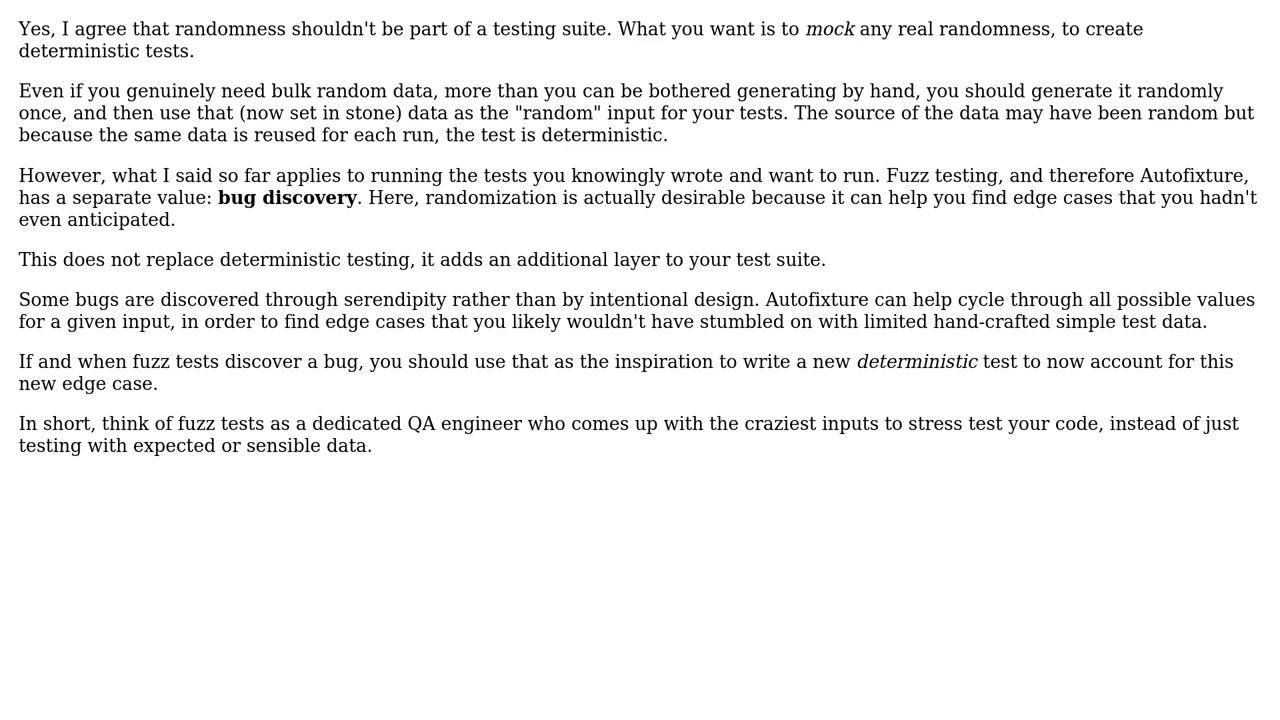 Yes, I agree that randomness shouldn't be part of a testing suite. What you want is to mock any real randomness, to create
deterministic tests.
Even if you genuinely need bulk random data, more than you can be bothered generating by hand, you should generate it randomly
once, and then use that (now set in stone) data as the "random" input for your tests. The source of the data may have been random but
because the same data is reused for each run, the test is deterministic.
However, what I said so far applies to running the tests you knowingly wrote and want to run. Fuzz testing, and therefore Autofixture,
has a separate value: bug discovery. Here, randomization is actually desirable because it can help you find edge cases that you hadn't
even anticipated.
This does not replace deterministic testing, it adds an additional layer to your test suite.
Some bugs are discovered through serendipity rather than by intentional design. Autofixture can help cycle through all possible values
for a given input, in order to find edge cases that you likely wouldn't have stumbled on with limited hand-crafted simple test data.
If and when fuzz tests discover a bug, you should use that as the inspiration to write a new deterministic test to now account for this
new edge case.
In short, think of fuzz tests as a dedicated QA engineer who comes up with the craziest inputs to stress test your code, instead of just
testing with expected or sensible data.